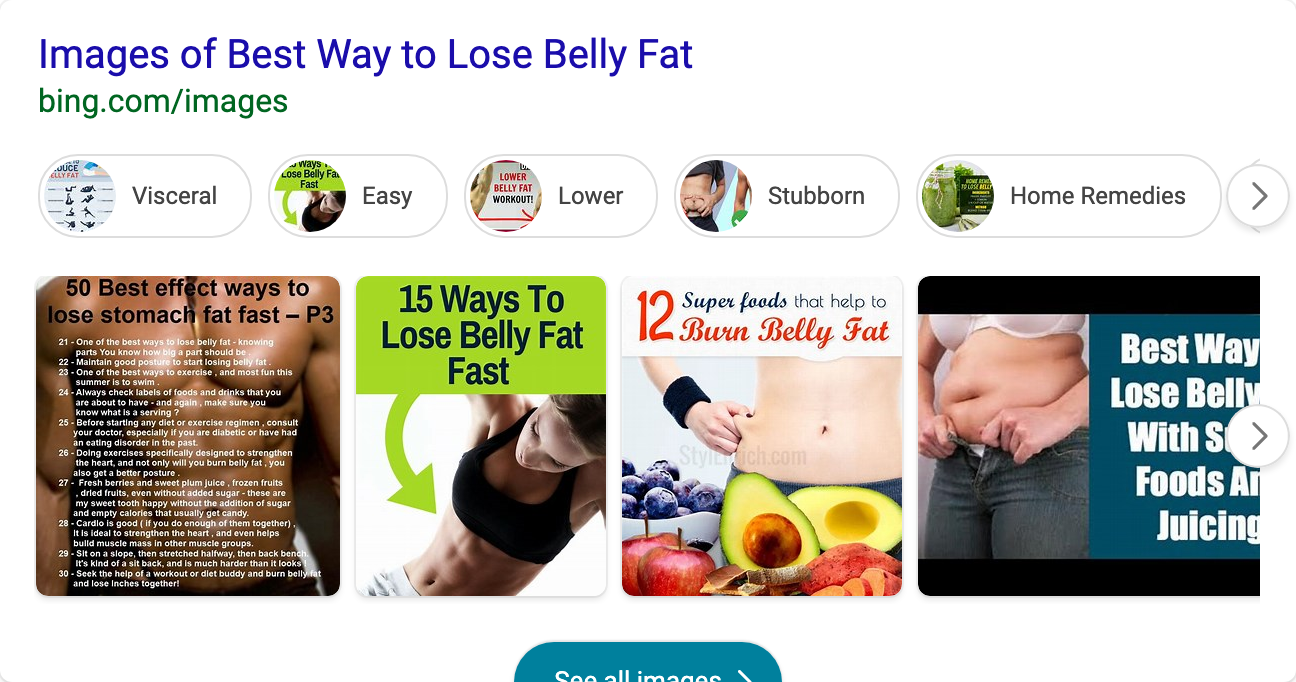 Images of Best Way to Lose Belly Fat
bing.com/images
Visceral
Easy
Lower
Stubborn
Home Remedies
UCE
LLY FAT
Ways T
Lose Belly Fa
Fast
LOWER
BELLY FAT
WORKOUT!
50 Best effect ways to
lose stomach fat fast – P3
21 - One of the best ways to lose belly fat - knowing
parts You know how big a part should be .
22 - Maintain good posture to start losing belly fat .
23 - One of the best ways to exercise , and most fun this
summer is to swim .
24 - Always check labels of foods and drinks that you
are about to have - and again , make sure you
know what is a serving ?
25 - Before starting any diet or exercise regimen , consult
your doctor, especially if you are diabetic or have had
an eating disorder in the past.
26 - Doing exercises specifically designed to strengthen
the heart, and not only will you burn belly fat , you
also get a better posture .
27 - Fresh berries and sweet plum juice , frozen fruits
, dried fruits, even without added sugar - these are
my sweet tooth happy without the addition of sugar
and empty calories that usually get candy.
28 - Cardio is good ( if you do enough of them together) ,
It is ideal to strengthen the heart , and even helps
build muscle mass in other muscle groups.
29 - Sit on a slope, then stretched halfway, then back bench.
It's kind of a sit back, and is much harder than it looks !
30 - Seek the help of a workout or diet buddy and burn belly fat
and lose inches together!
15 Ways To
Lose Belly Fat
Fast
12 Super foods that help to
Burn Belly Fat
StylEnrich.com
Best Way
Lose Belly
With S
Foods An
Juicing
See all images